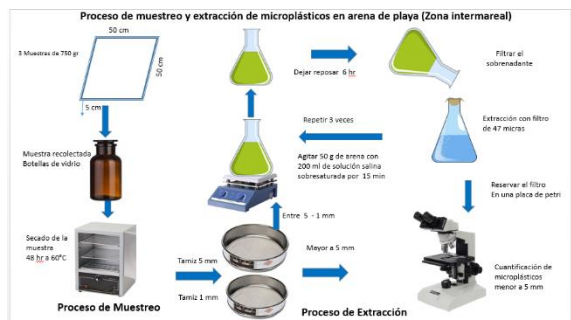 Proceso de muestreo y extracción de microplásticos en arena de playa (Zona intermareal)
50 cm
3 Muestras de 750 gr
50 cm
5 cm
Muestra recolectada
Botellas de vidrio
Secado de la
muestra
48 hr a 60°C
Proceso de Muestreo
Tamiz 5 mm
Tamiz 1 mm
Entre 5 - 1 mm
Mayor a 5 mm
Proceso de Extracción
Agitar 50 g de arena con
200 ml de solución salina
sobresaturada por 15 min
Repetir 3 veces
Dejar reposar 6 hr
Filtrar el
sobrenadante
Extracción con filtro
de 47 micras
Reservar el filtro
En una placa de petri
Cuantificación de
microplásticos
menor a 5 mm